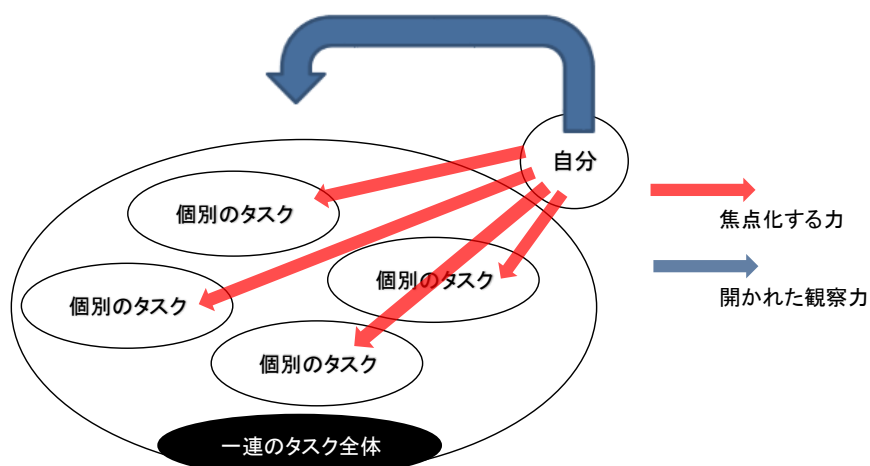 自分
個別のタスク
焦点化する力
個別のタスク
個別のタスク
開かれた観察力
個別のタスク
一連のタスク全体